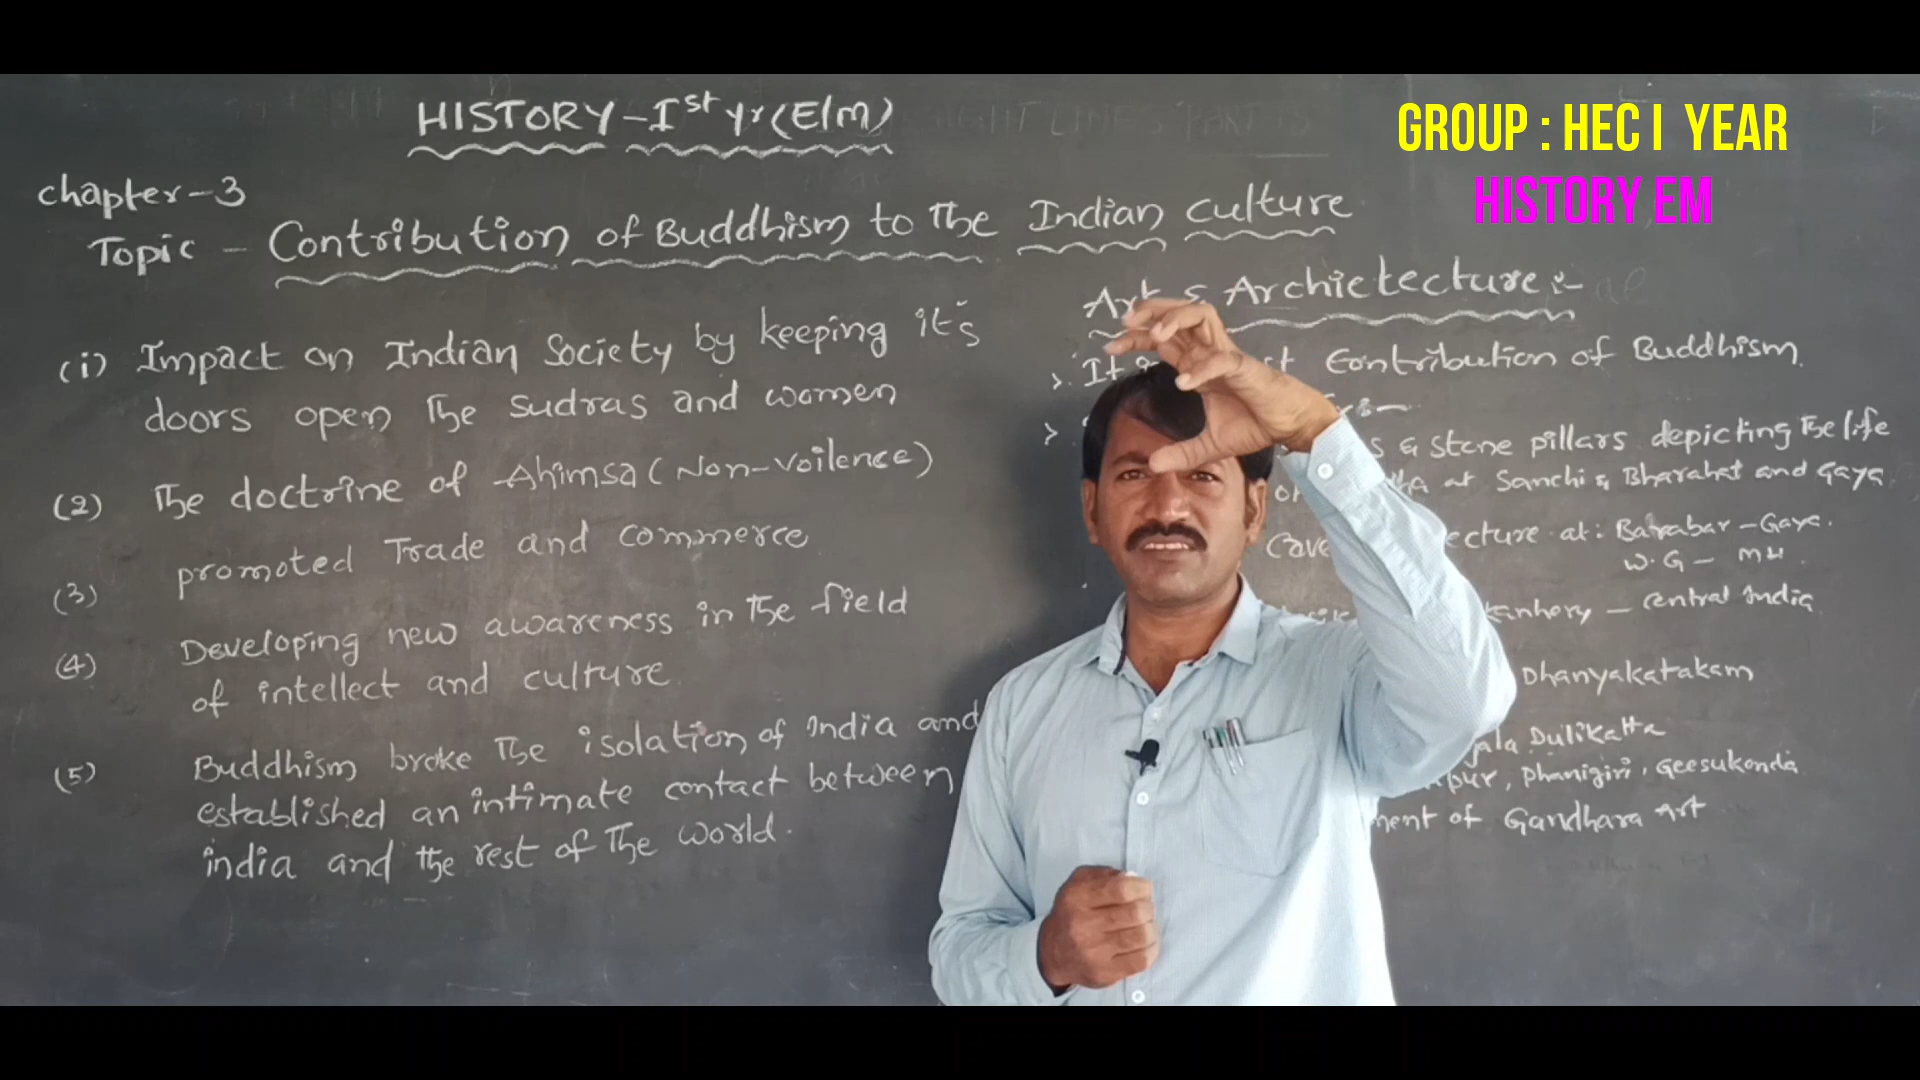 HISTORY - Ist yr (E/m)
GROUP : HEC I YEAR
HISTORY EM
chapter - 3
Topic - Contribution of Buddhism to the Indian culture
(i) Impact on Indian Society by keeping it's
doors open the sudras and women
(2) The doctrine of Ahimsa (Non-voilence)
promoted Trade and commerce
(3)
Developing new awareness in the field
(4)
of intellect and culture
Buddhism broke the isolation of India and
(5)
established an intimate contact between
india and the rest of the world.
Art & Archietecture :-
> It contribution of Buddhism
>
& stone pillars depicting the life
at Sanchi & Bharahat and Gaya
Cave at: Barabar - Gaya.
W.G - MH.
- central India
Dhanyakatakam
Dulikatta
Phanigiri, Geesukonda
of Gandhara Art